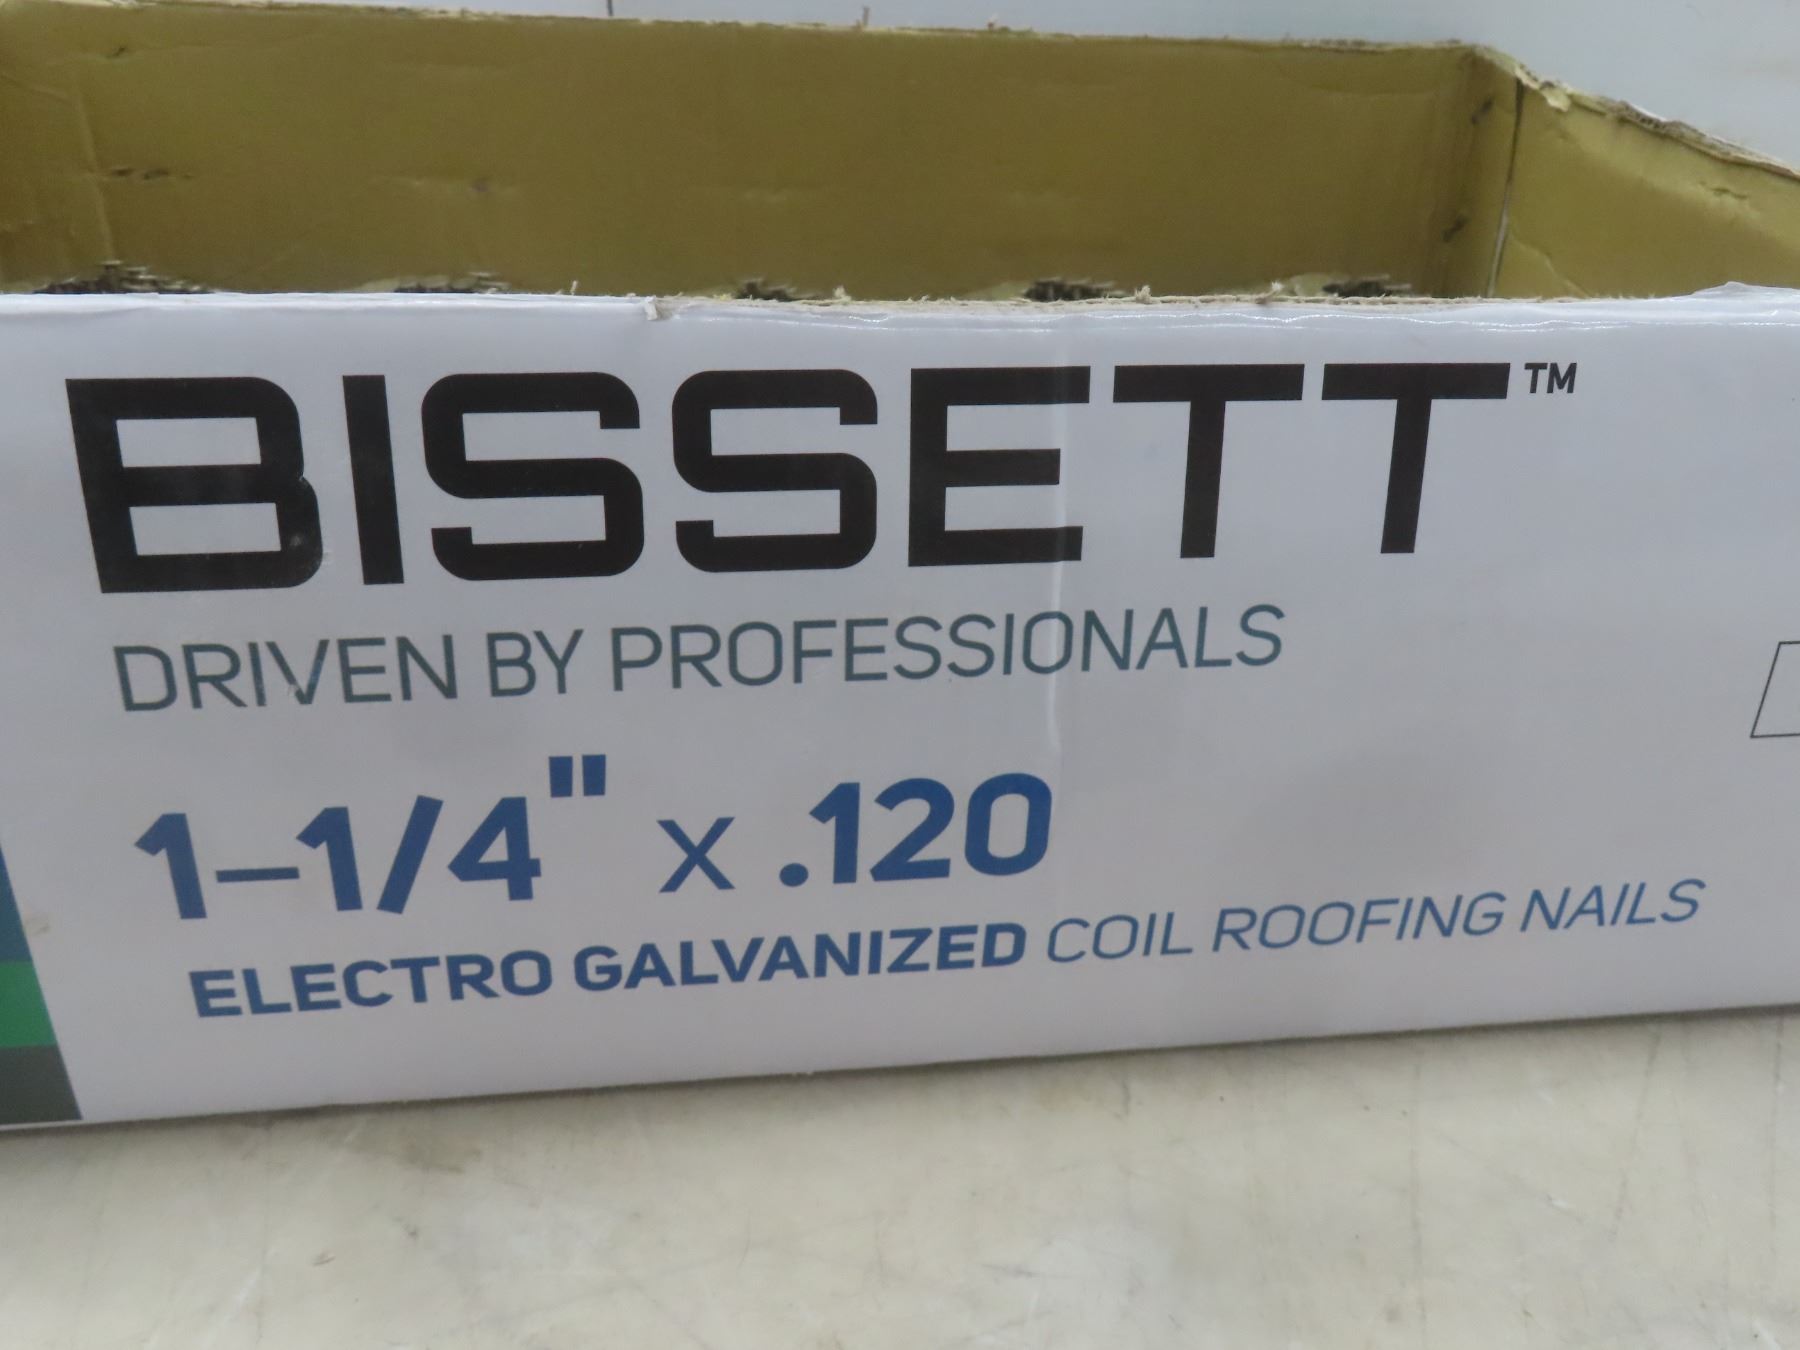 BISSETT™
DRIVEN BY PROFESSIONALS
1–1/4" x .120
ELECTRO GALVANIZED COIL ROOFING NAILS